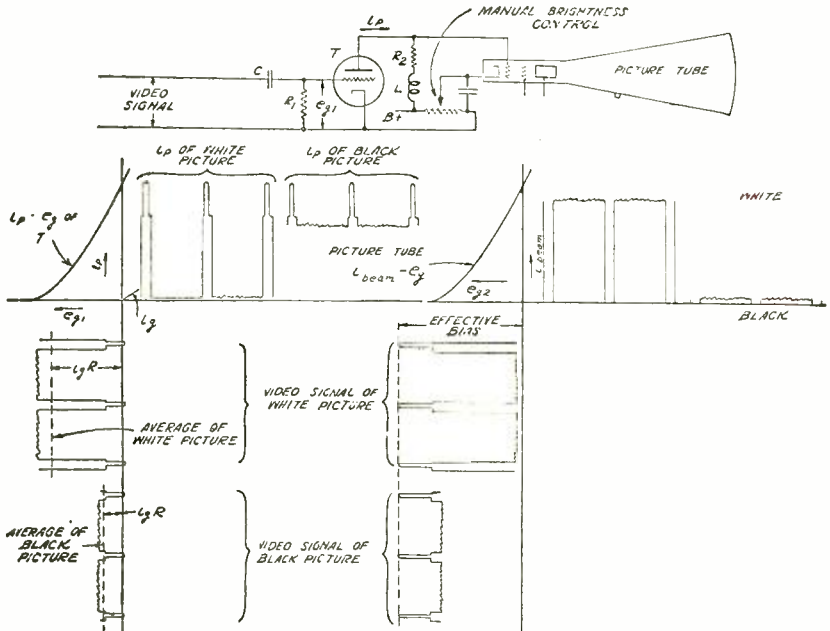 MANUAL BRIGHTNESS
CONTROL
ip
T
C
R2
L
VIDEO
SIGNAL
R1
eg1
B+
PICTURE TUBE
ip OF WHITE
PICTURE
ip OF BLACK
PICTURE
ip - eg OF
T
ip
eg1
ig
PICTURE TUBE
ibeam - eg
eg2
i beam
WHITE
BLACK
EFFECTIVE
BIAS
igR
AVERAGE OF
WHITE PICTURE
VIDEO SIGNAL OF
WHITE PICTURE
igR
AVERAGE OF
BLACK
PICTURE
VIDEO SIGNAL OF
BLACK PICTURE